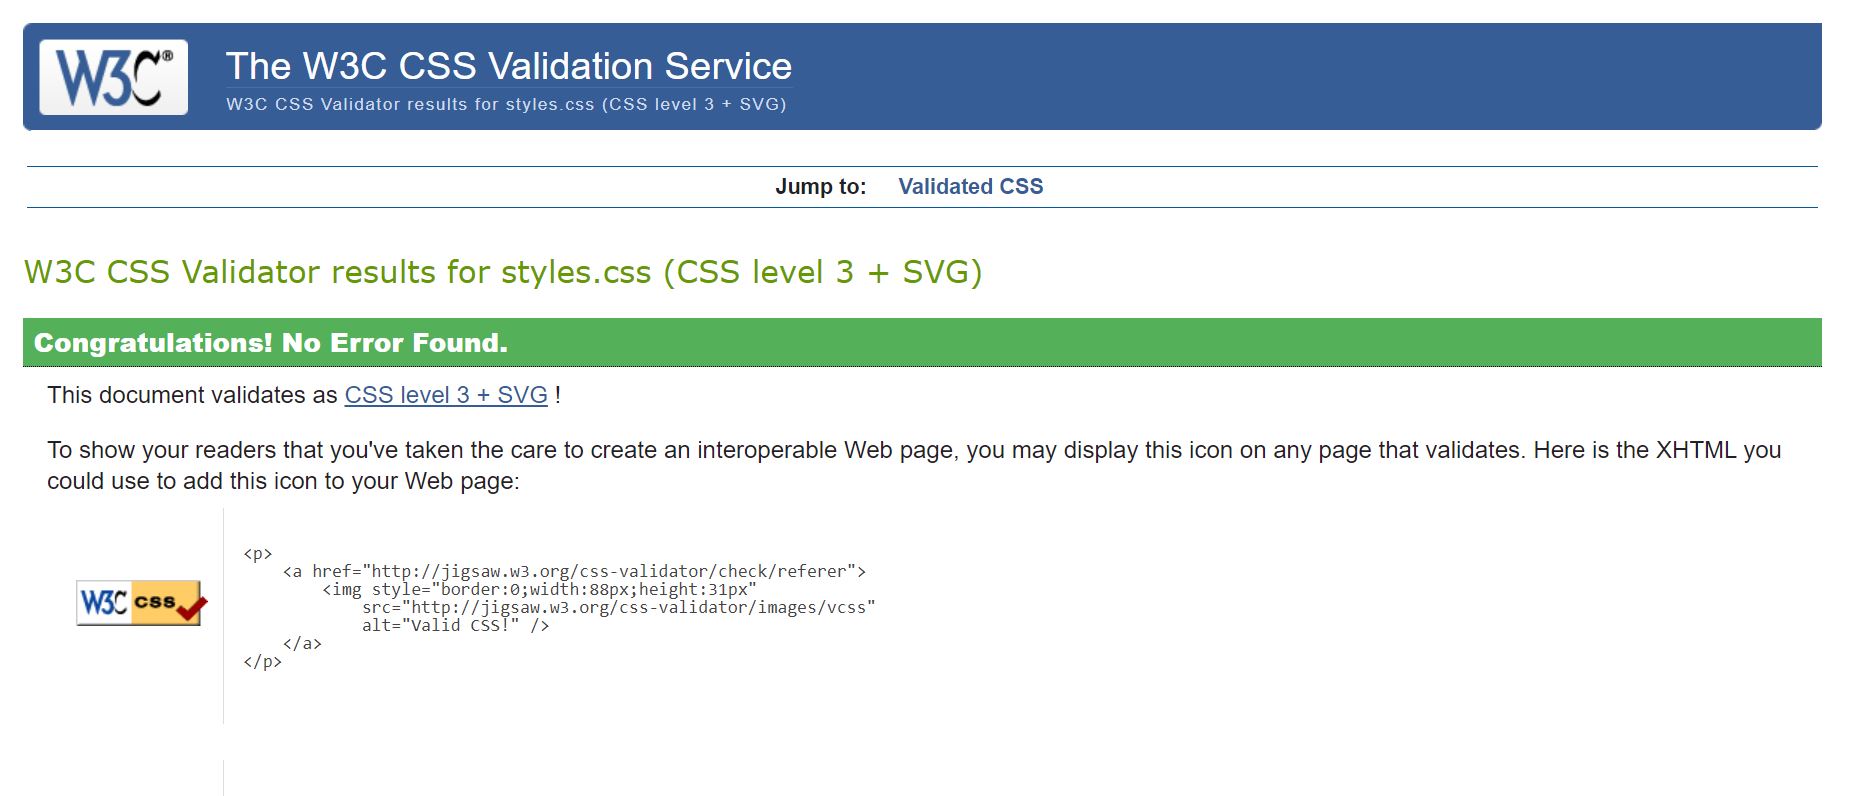 W3C®
The W3C CSS Validation Service
W3C CSS Validator results for styles.css (CSS level 3 + SVG)
Jump to: Validated CSS
W3C CSS Validator results for styles.css (CSS level 3 + SVG)
Congratulations! No Error Found.
This document validates as CSS level 3 + SVG !
To show your readers that you've taken the care to create an interoperable Web page, you may display this icon on any page that validates. Here is the XHTML you
could use to add this icon to your Web page:
W3C css
<p>
    <a href="http://jigsaw.w3.org/css-validator/check/referer">
        <img style="border:0;width:88px;height:31px"
            src="http://jigsaw.w3.org/css-validator/images/vcss"
            alt="Valid CSS!" />
    </a>
</p>